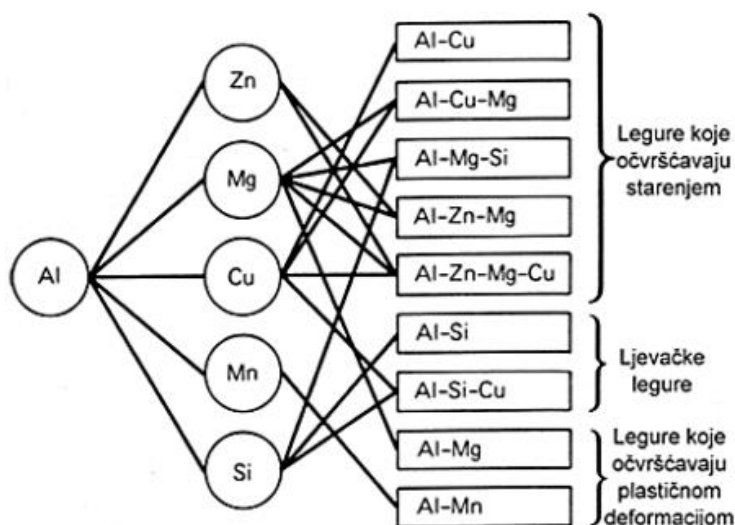 Al
Zn
Mg
Cu
Mn
Si
Al-Cu
Al-Cu-Mg
Al-Mg-Si
Al-Zn-Mg
Al-Zn-Mg-Cu
Al-Si
Al-Si-Cu
Al-Mg
Al-Mn
Legure koje
očvršćavaju
starenjem
Ljevačke
legure
Legure koje
očvršćavaju
plastičnom
deformacijom